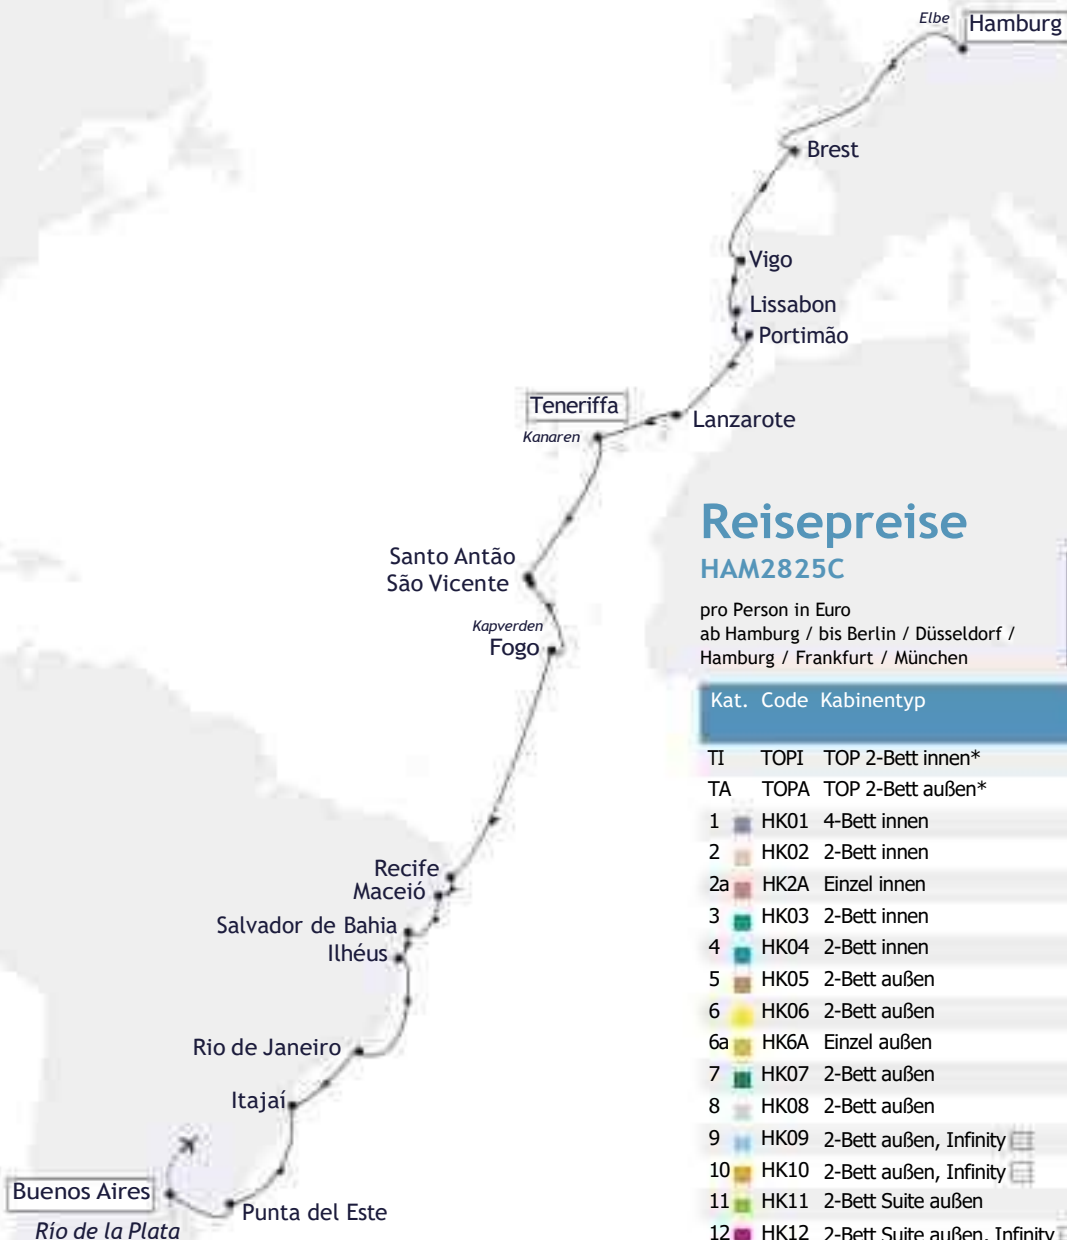 Elbe
Hamburg
Brest
Vigo
Lissabon
Portimão
Teneriffa
Kanaren
Lanzarote
Santo Antão
São Vicente
Kapverden
Fogo
Recife
Maceió
Salvador de Bahia
Ilhéus
Rio de Janeiro
Itajaí
Buenos Aires
Punta del Este
Río de la Plata
Reisepreise
HAM2825C
pro Person in Euro
ab Hamburg / bis Berlin / Düsseldorf /
Hamburg / Frankfurt / München
Kat. Code Kabinentyp
TI TOPI TOP 2-Bett innen*
TA TOPA TOP 2-Bett außen*
1 HK01 4-Bett innen
2 HK02 2-Bett innen
2a HK2A Einzel innen
3 HK03 2-Bett innen
4 HK04 2-Bett innen
5 HK05 2-Bett außen
6 HK06 2-Bett außen
6a HK6A Einzel außen
7 HK07 2-Bett außen
8 HK08 2-Bett außen
9 HK09 2-Bett außen, Infinity
10 HK10 2-Bett außen, Infinity
11 HK11 2-Bett Suite außen
12 HK12 2-Bett Suite außen, Infinity